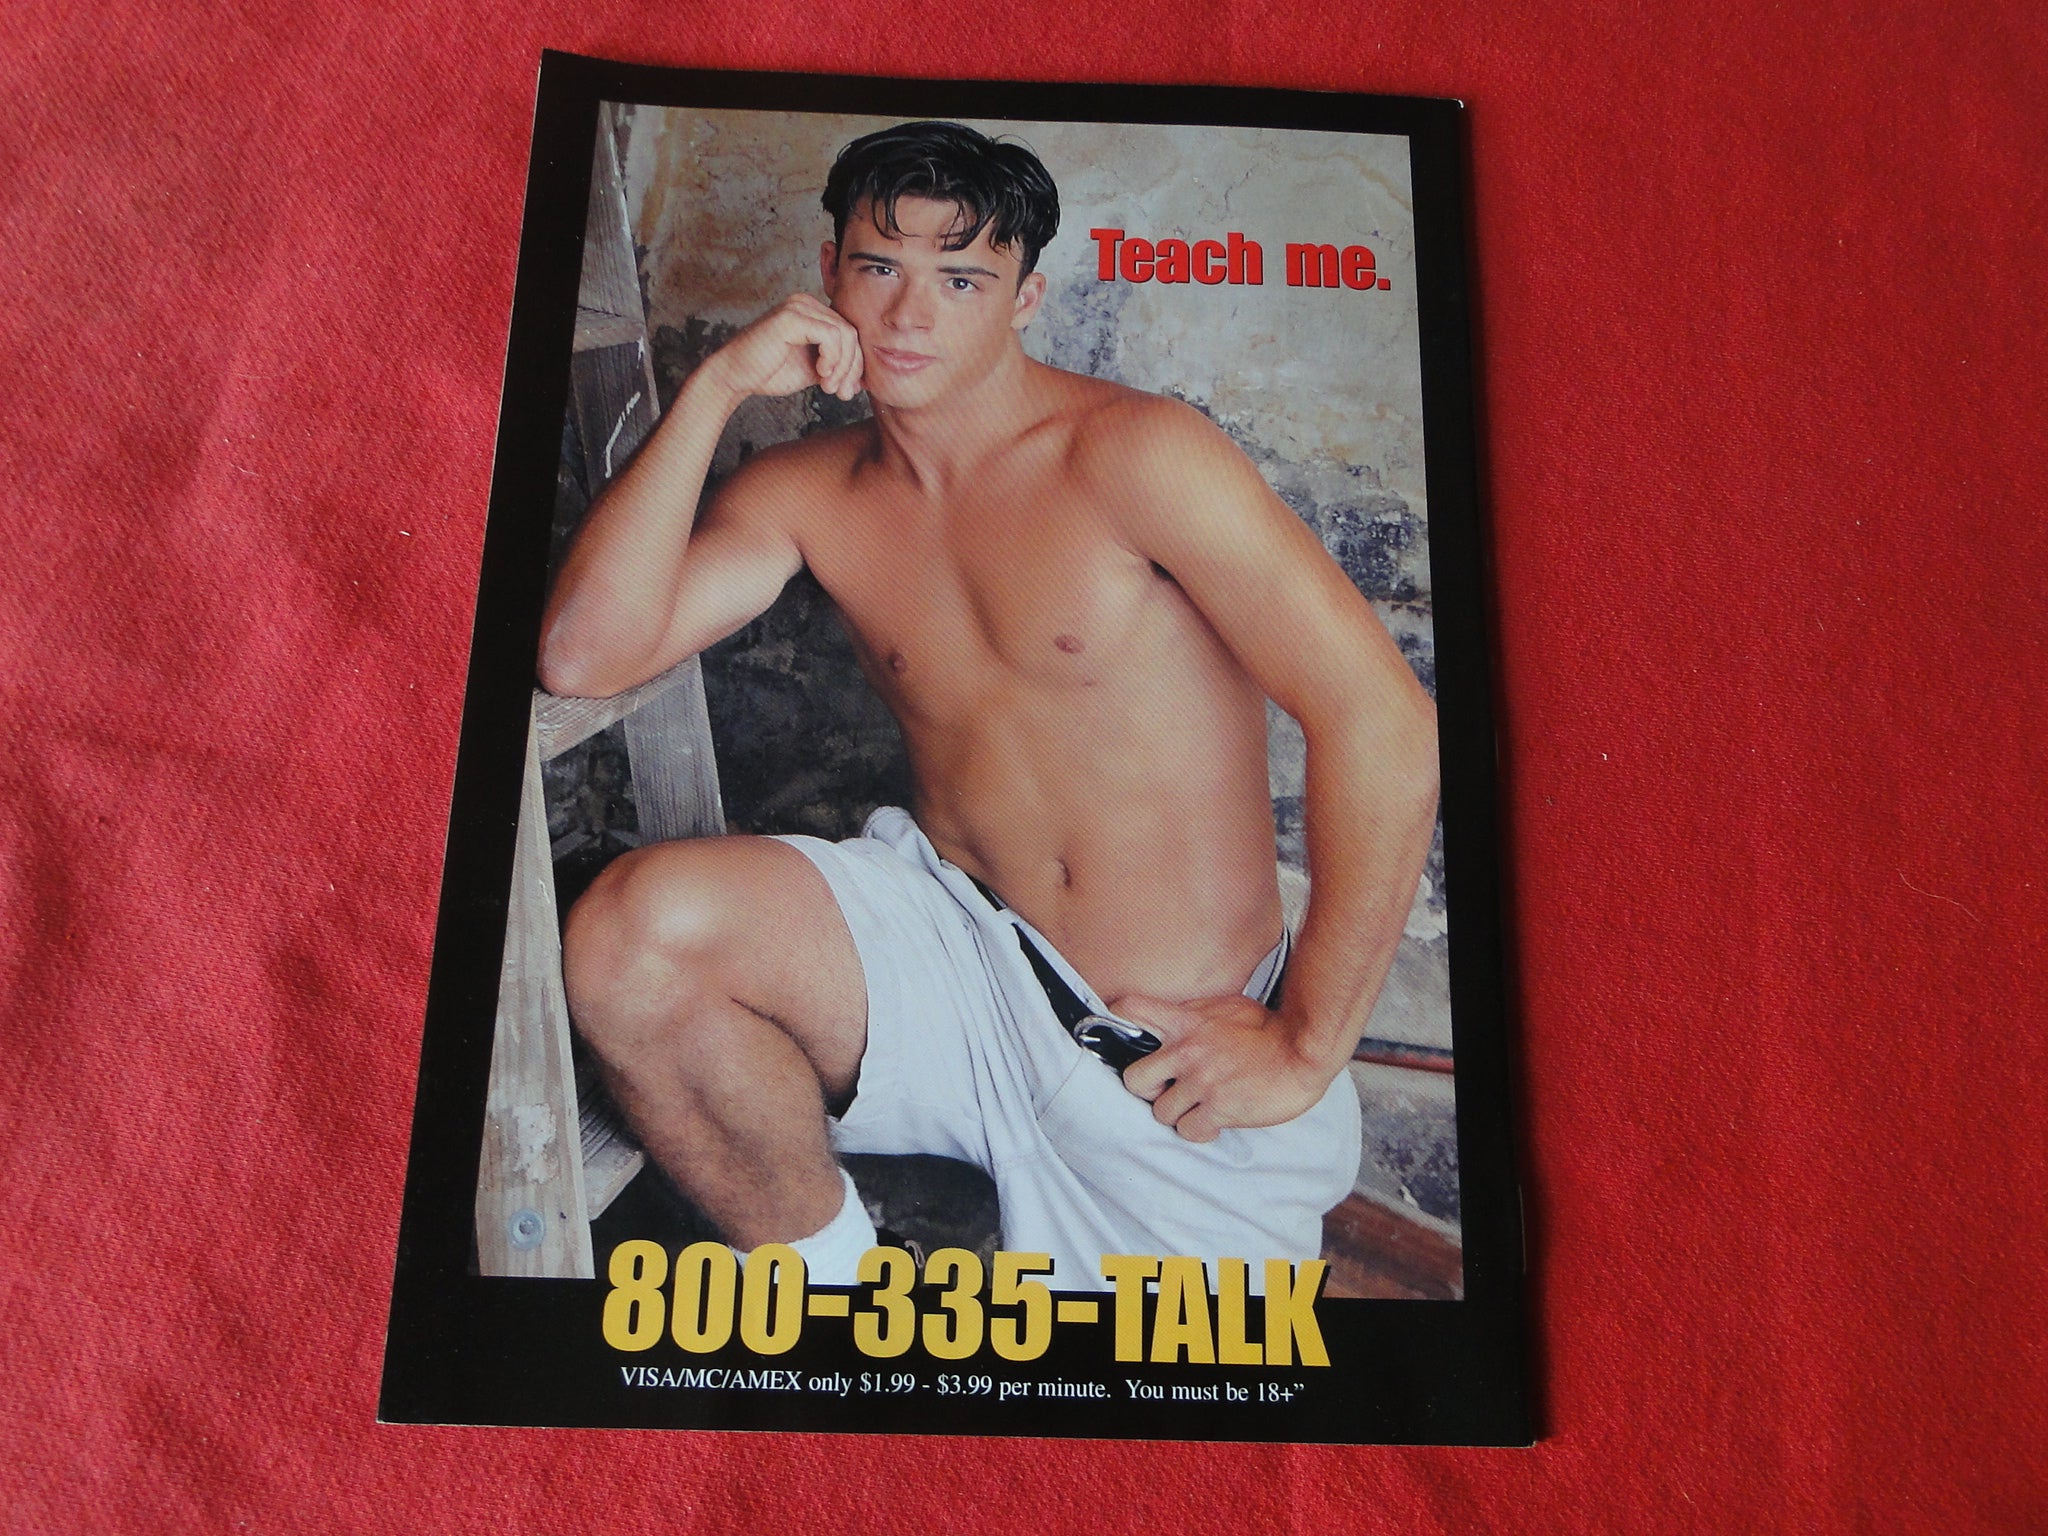 Teach me.
800-335-TALK
VISA/MC/AMEX only $1.99 - $3.99 per minute. You must be 18+”